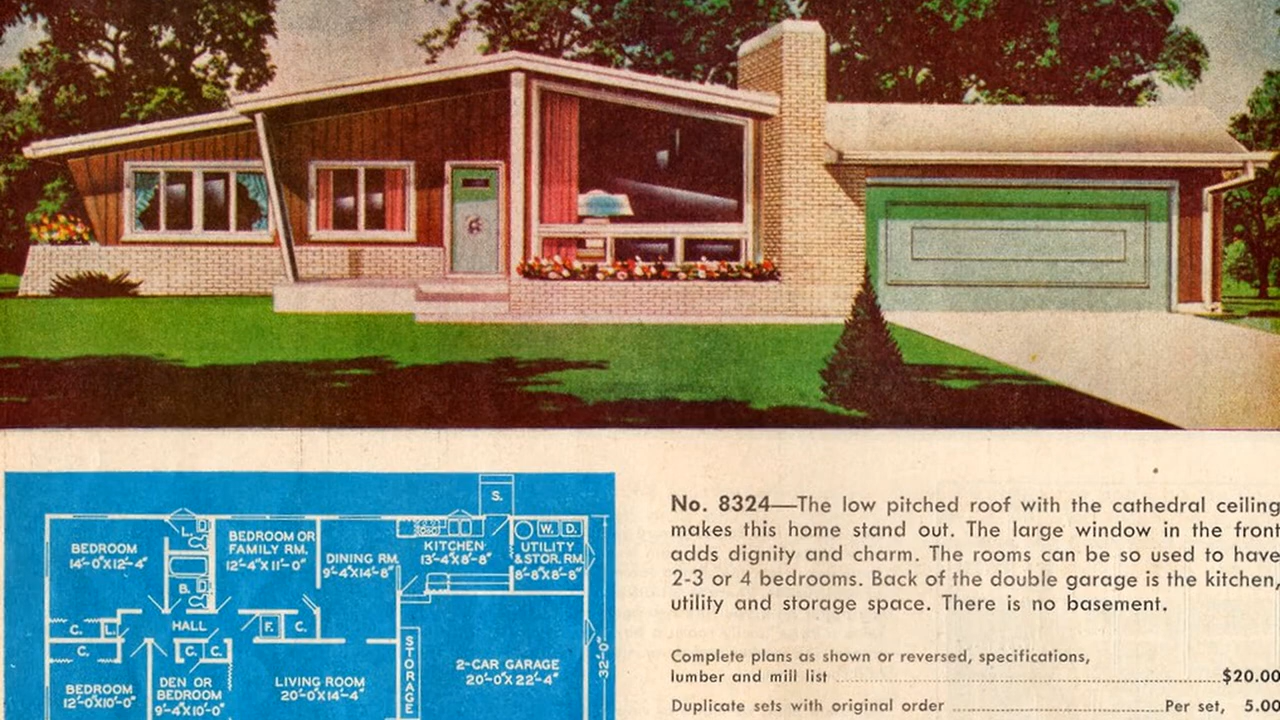 No. 8324—The low pitched roof with the cathedral ceiling
makes this home stand out. The large window in the front
adds dignity and charm. The rooms can be so used to have
2-3 or 4 bedrooms. Back of the double garage is the kitchen,
utility and storage space. There is no basement.
Complete plans as shown or reversed, specifications,
lumber and mill list ........ $20.00
Duplicate sets with original order ........ Per set, 5.00
S.
L.
W. D.
BEDROOM
14'-0"X12'-4"
BEDROOM OR
FAMILY RM.
12'-4"X11'-0"
DINING RM.
9'-4"X14'-8"
KITCHEN
13'-4"X8'-8"
UTILITY
& STOR. RM.
8'-8"X8'-8"
B.
HALL
C. L.
C.
F. C.
C. C.
BEDROOM
12'-0"X10'-0"
DEN OR
BEDROOM
9'-4"X10'-0"
LIVING ROOM
20'-0"X14'-4"
STORAGE
2-CAR GARAGE
20'-0"X22'-4"
32'-0"